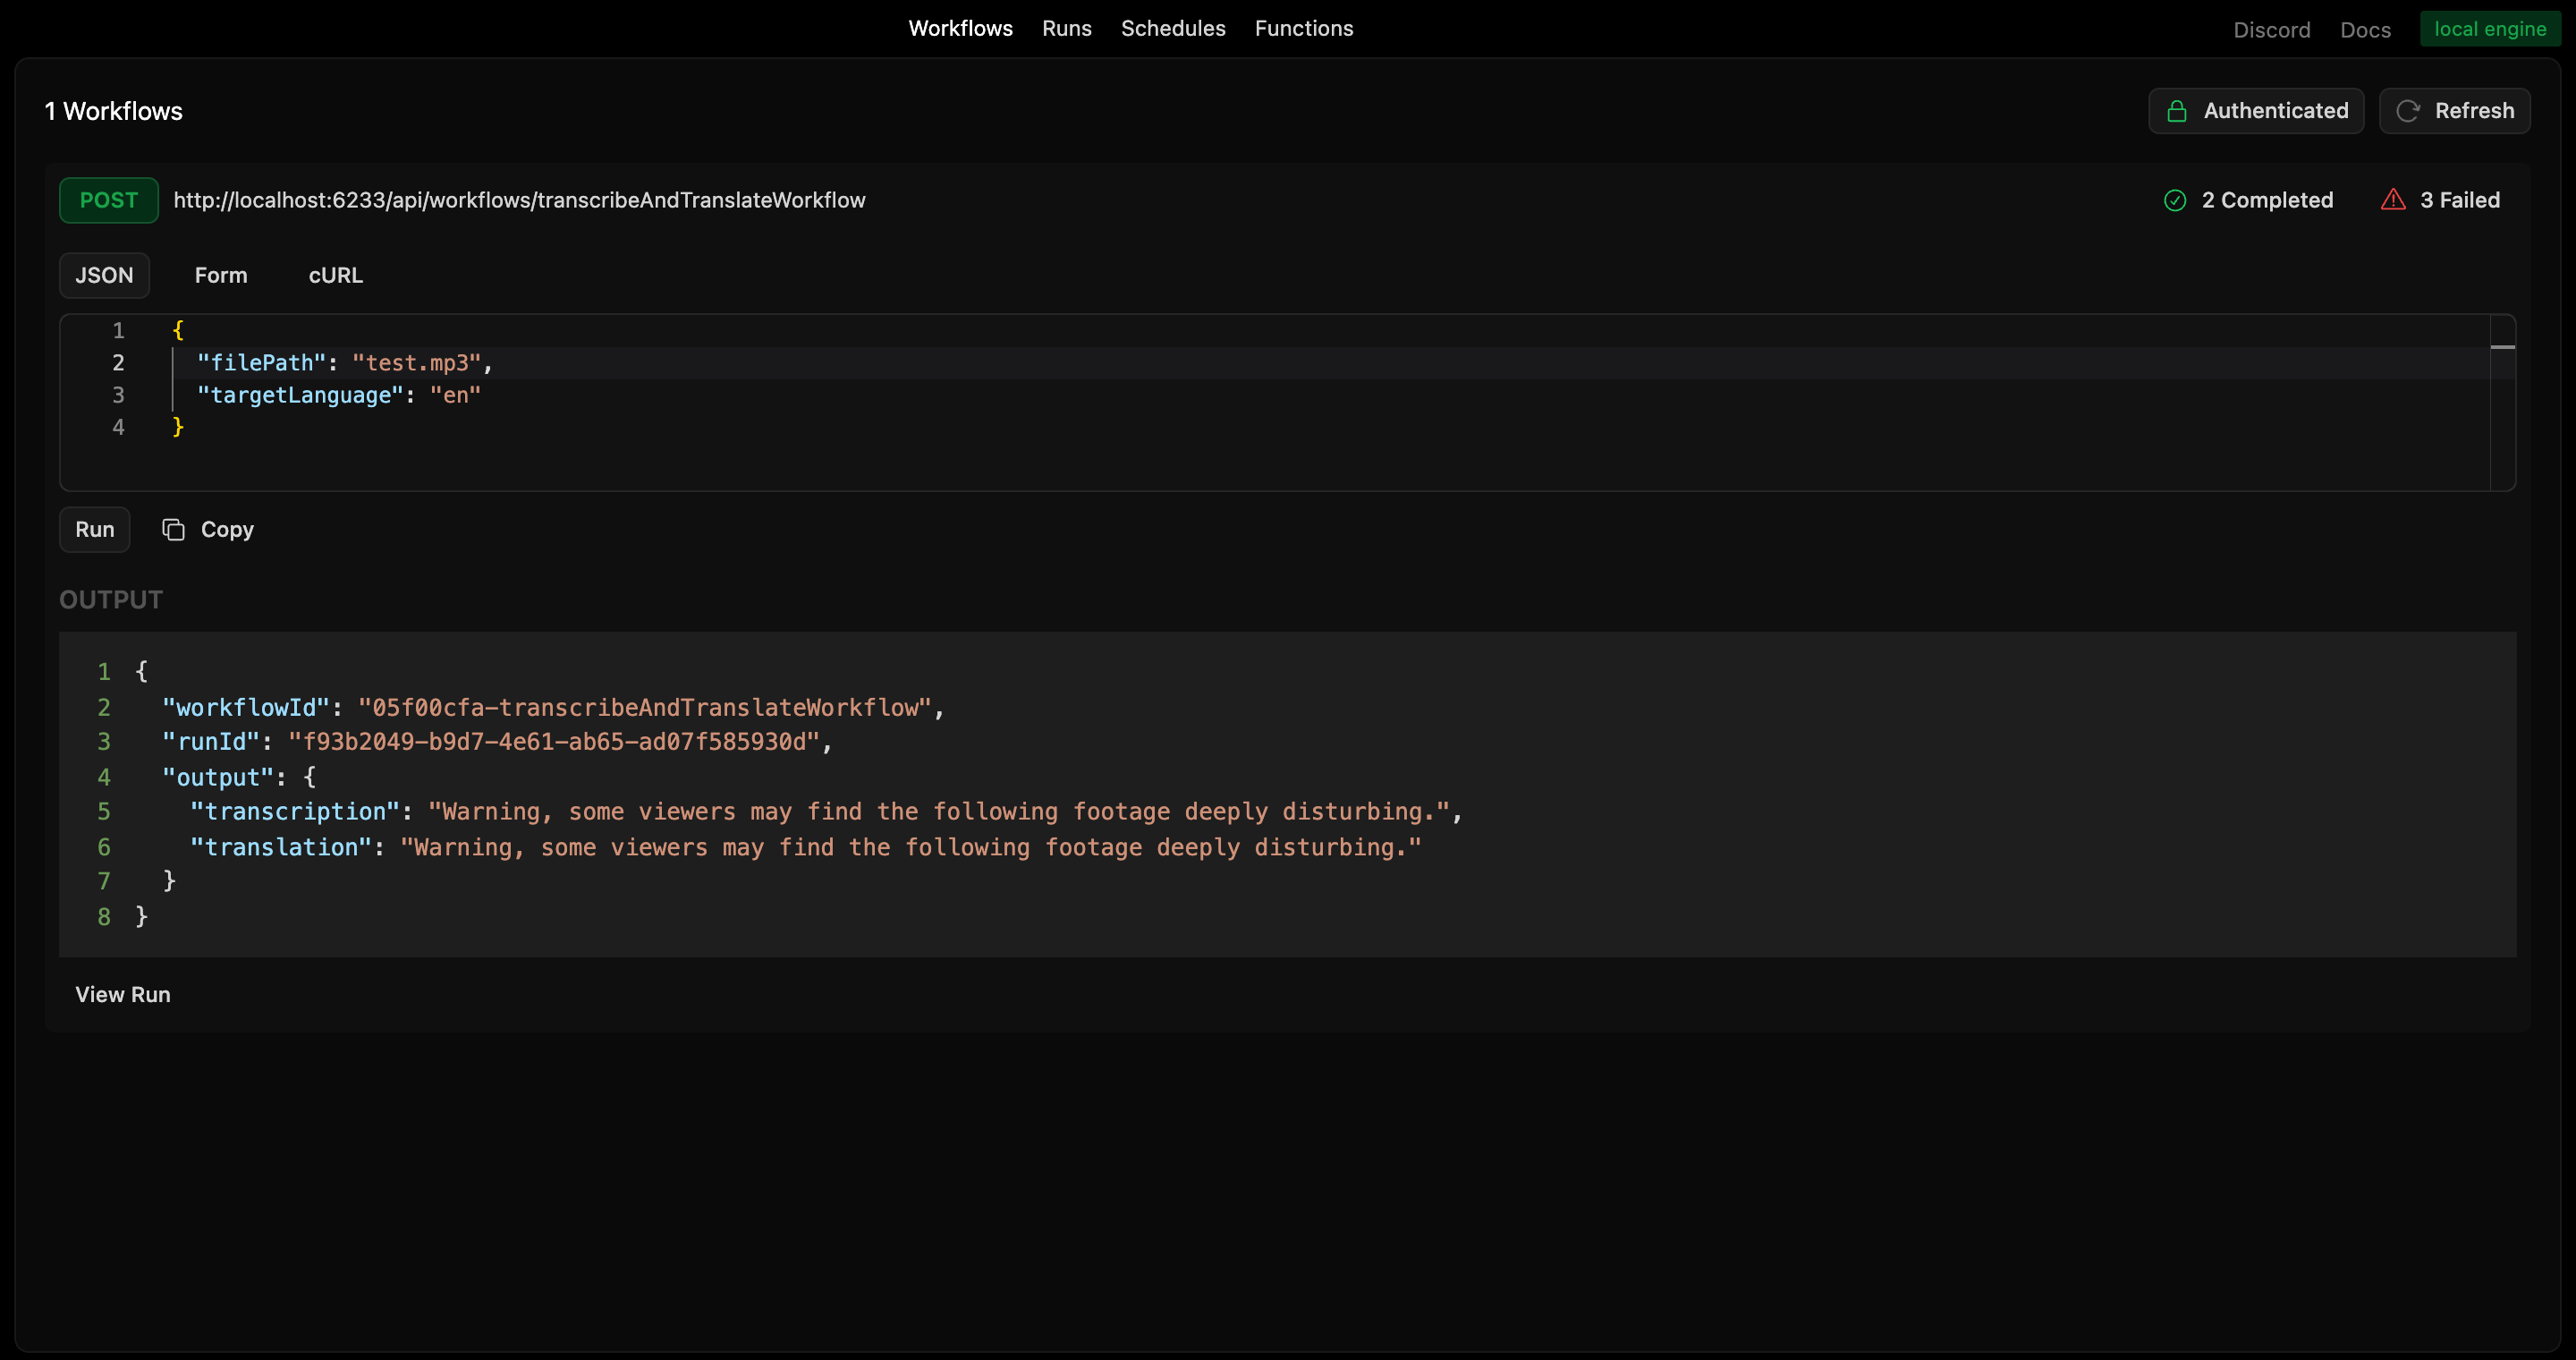 Workflows Runs Schedules Functions Discord Docs local engine
1 Workflows Authenticated Refresh
POST http://localhost:6233/api/workflows/transcribeAndTranslateWorkflow 2 Completed 3 Failed
JSON Form cURL
1 {
2 "filePath": "test.mp3",
3 "targetLanguage": "en"
4 }
Run Copy
OUTPUT
1 {
2 "workflowId": "05f00cfa-transcribeAndTranslateWorkflow",
3 "runId": "f93b2049-b9d7-4e61-ab65-ad07f585930d",
4 "output": {
5 "transcription": "Warning, some viewers may find the following footage deeply disturbing.",
6 "translation": "Warning, some viewers may find the following footage deeply disturbing."
7 }
8 }
View Run